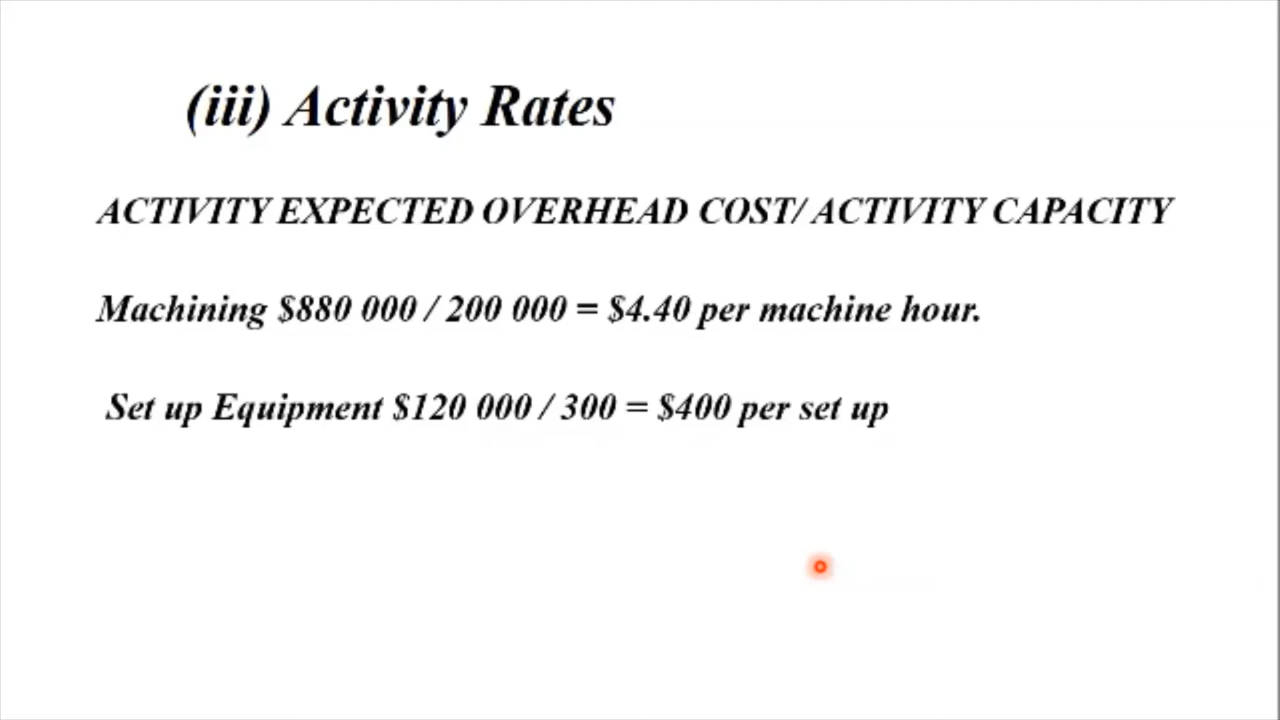 (iii) Activity Rates
ACTIVITY EXPECTED OVERHEAD COST/ ACTIVITY CAPACITY
Machining $880 000 / 200 000 = $4.40 per machine hour.
Set up Equipment $120 000 / 300 = $400 per set up